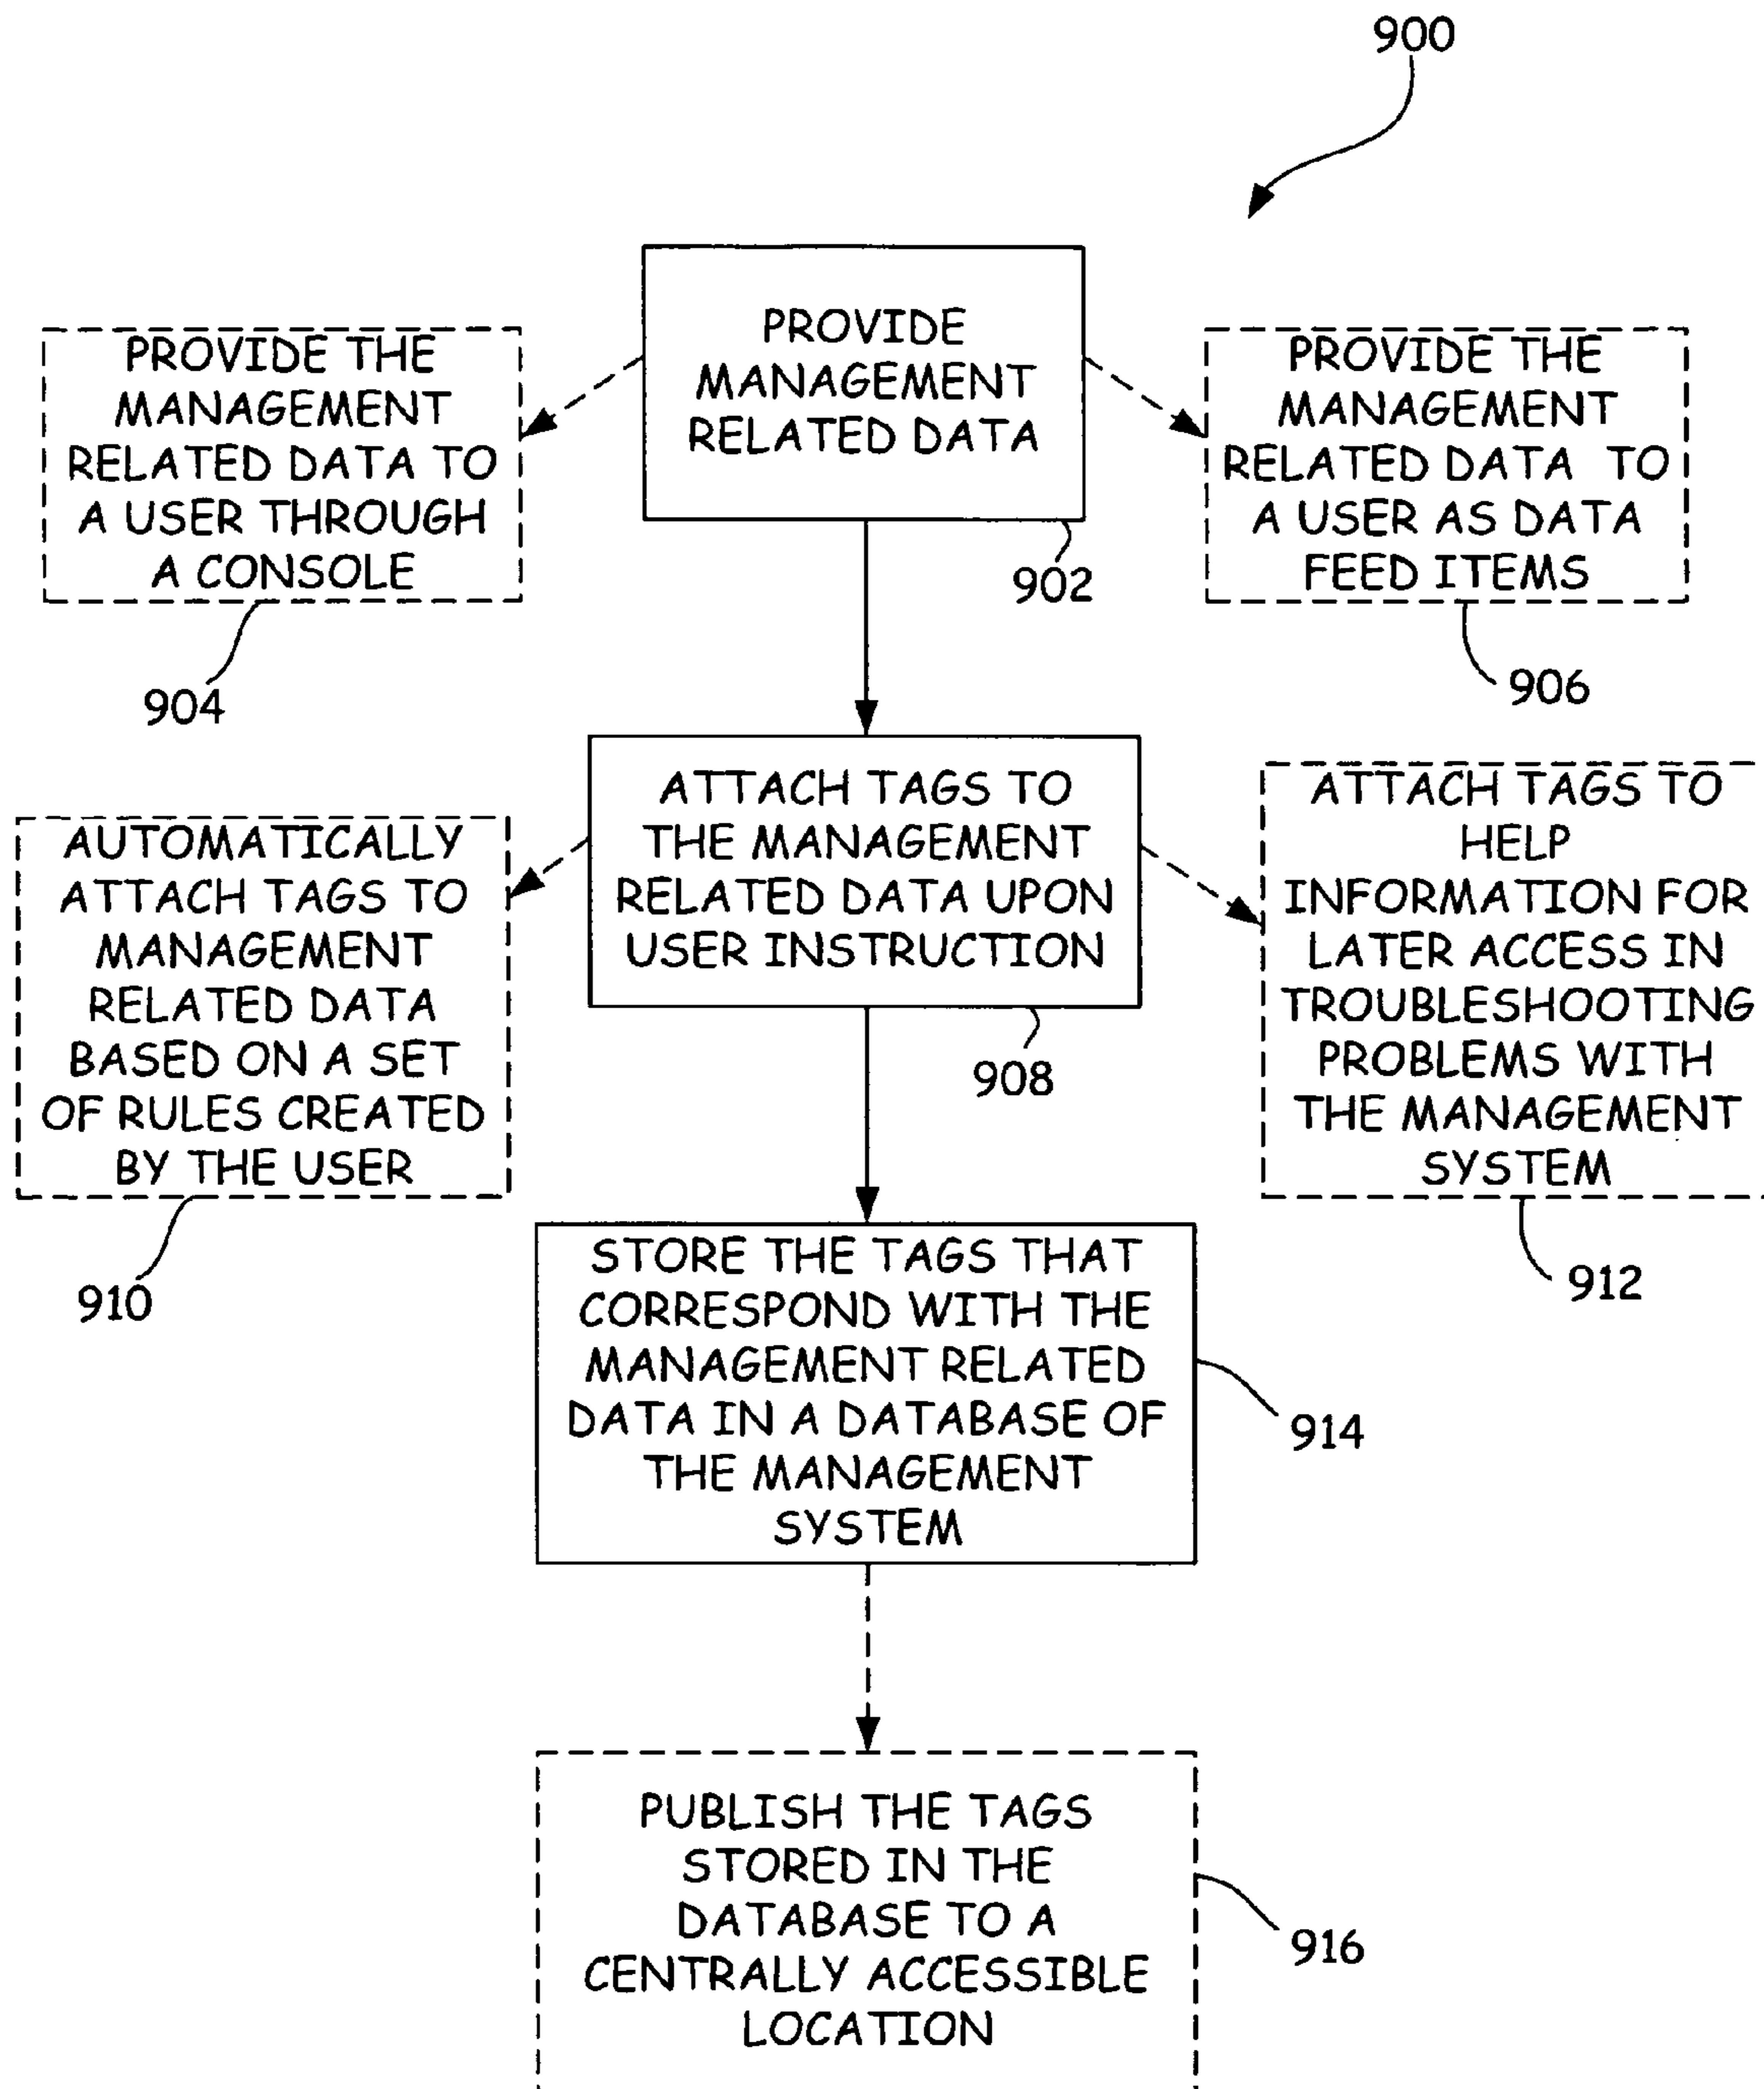 900
PROVIDE
MANAGEMENT
RELATED DATA
902
PROVIDE THE
MANAGEMENT
RELATED DATA TO
A USER THROUGH
A CONSOLE
904
PROVIDE THE
MANAGEMENT
RELATED DATA TO
A USER AS DATA
FEED ITEMS
906
ATTACH TAGS TO
THE MANAGEMENT
RELATED DATA UPON
USER INSTRUCTION
908
AUTOMATICALLY
ATTACH TAGS TO
MANAGEMENT
RELATED DATA
BASED ON A SET
OF RULES CREATED
BY THE USER
910
ATTACH TAGS TO
HELP
INFORMATION FOR
LATER ACCESS IN
TROUBLESHOOTING
PROBLEMS WITH
THE MANAGEMENT
SYSTEM
912
STORE THE TAGS THAT
CORRESPOND WITH THE
MANAGEMENT RELATED
DATA IN A DATABASE OF
THE MANAGEMENT
SYSTEM
914
PUBLISH THE TAGS
STORED IN THE
DATABASE TO A
CENTRALLY ACCESSIBLE
LOCATION
916